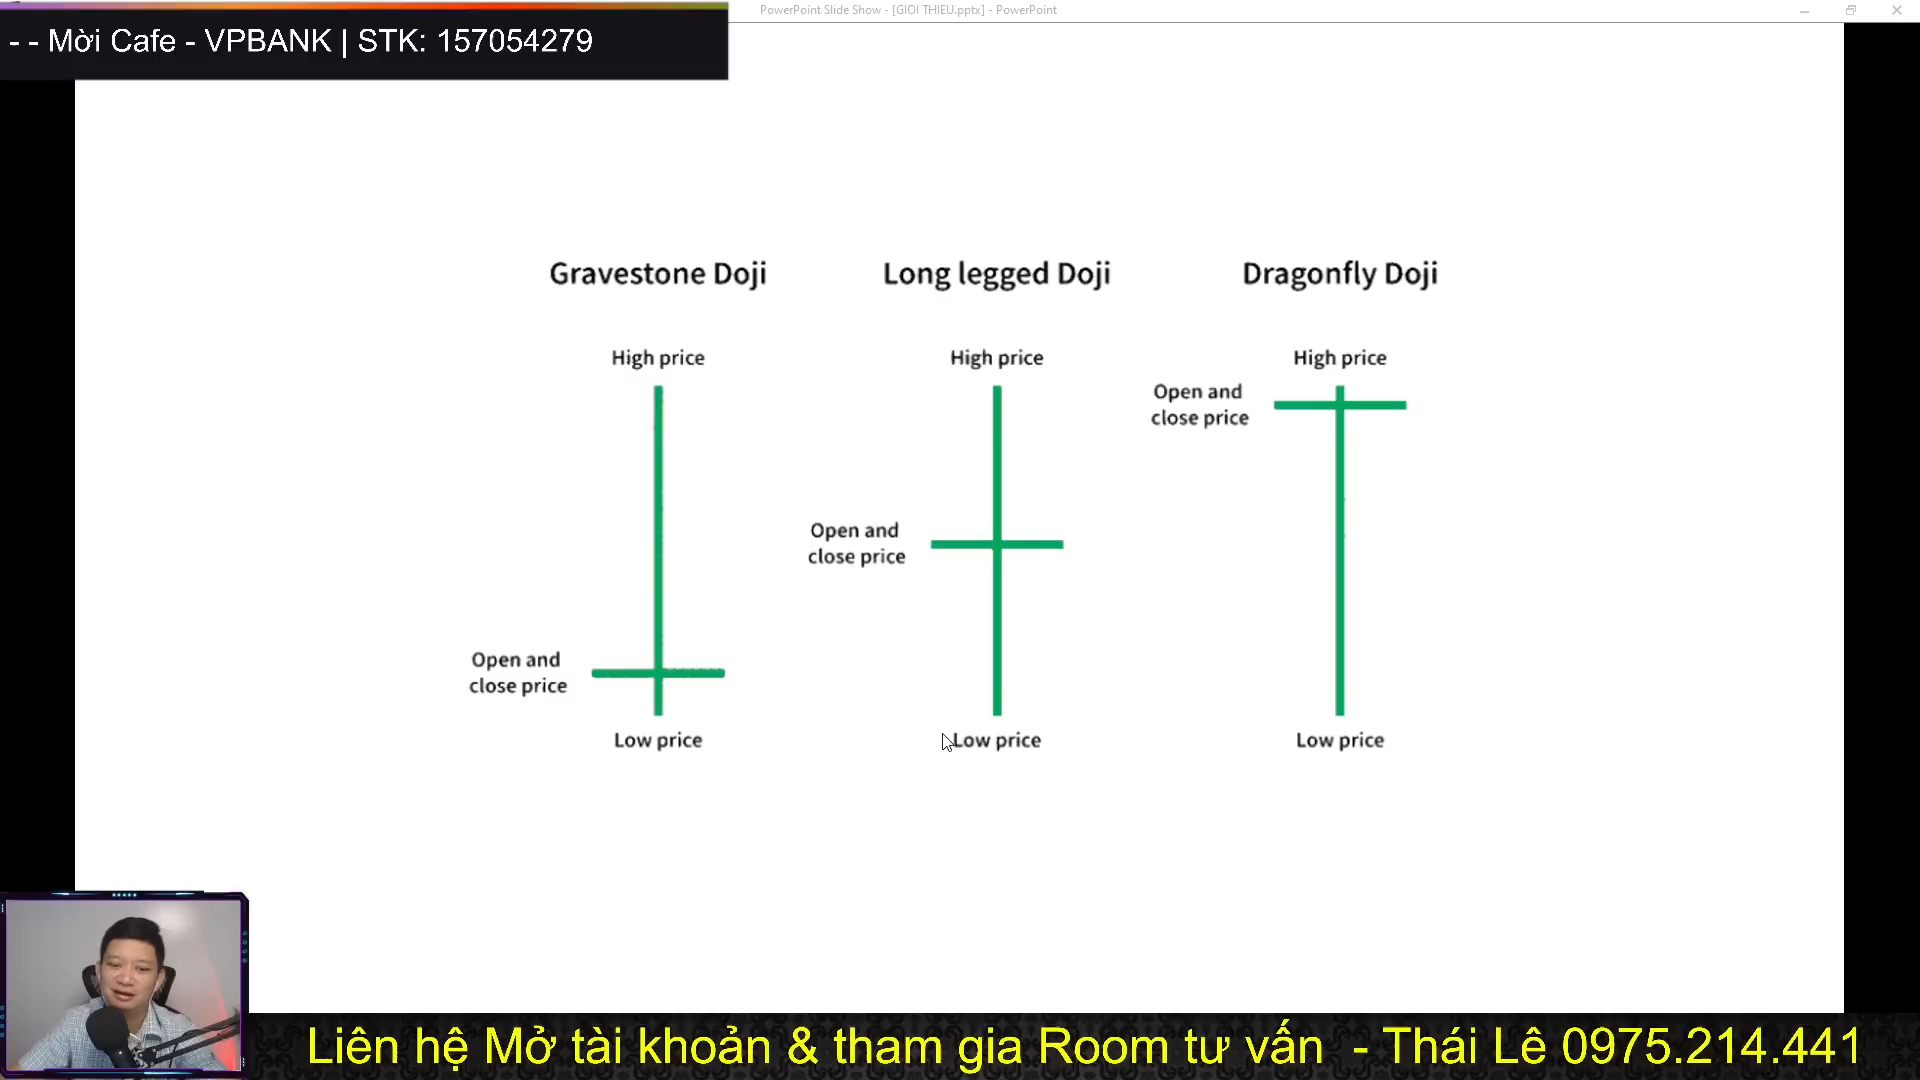 PowerPoint Slide Show - [GIOI THIEU.pptx] - PowerPoint
- - Mời Cafe - VPBANK | STK: 157054279
Gravestone Doji
Long legged Doji
Dragonfly Doji
High price
High price
High price
Open and
close price
Open and
close price
Open and
close price
Low price
Low price
Low price
Liên hệ Mở tài khoản & tham gia Room tư vấn - Thái Lê 0975.214.441